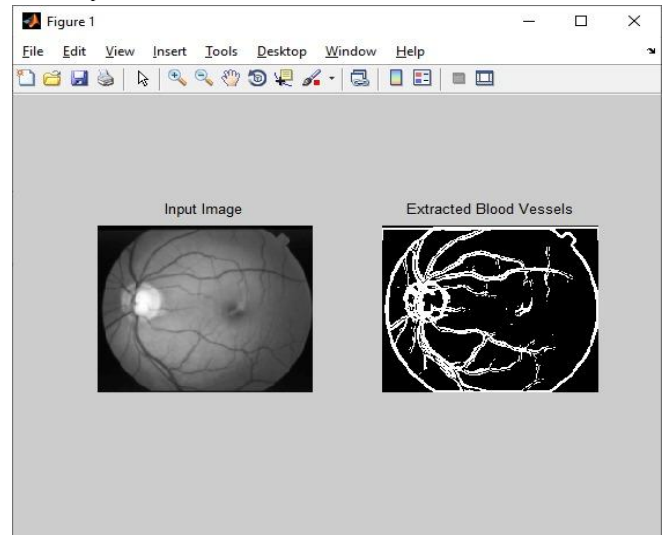 Figure 1
File Edit View Insert Tools Desktop Window Help
Input Image
Extracted Blood Vessels